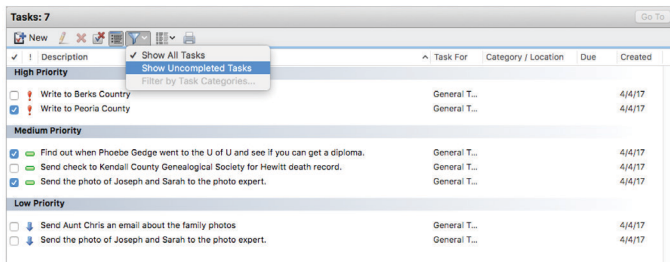 Tasks: 7
Go To
New
✓ ! Description Task For Category / Location Due Created
✓ Show All Tasks
Show Uncompleted Tasks
Filter by Task Categories...
High Priority
Write to Berks Country General T... 4/4/17
Write to Peoria County General T... 4/4/17
Medium Priority
Find out when Phoebe Gedge went to the U of U and see if you can get a diploma. General T... 4/4/17
Send check to Kendall County Genealogical Society for Hewitt death record. General T... 4/4/17
Send the photo of Joseph and Sarah to the photo expert. General T... 4/4/17
Low Priority
Send Aunt Chris an email about the family photos General T... 4/4/17
Send the photo of Joseph and Sarah to the photo expert. General T... 4/4/17